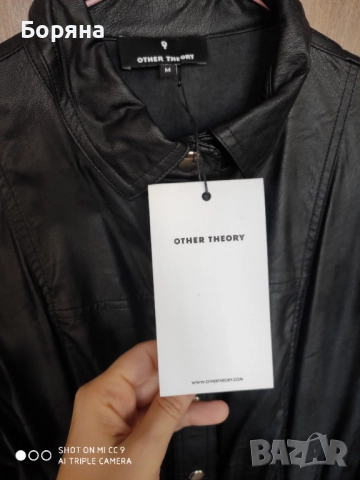 Боряна
OTHER THEORY
M
OTHER THEORY
WWW.OTHERTHEORY.COM
SHOT ON MI CC 9
AI TRIPLE CAMERA
BAZAR